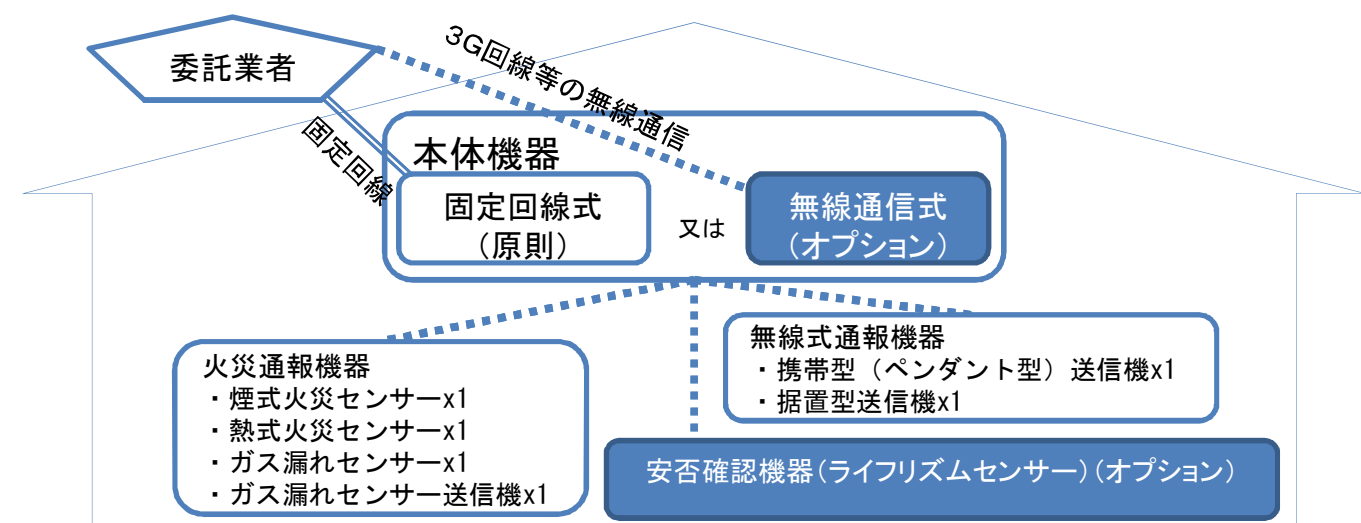 委託業者
3G回線等の無線通信
固定回線
本体機器
固定回線式
（原則）
又は
無線通信式
（オプション）
火災通報機器
・煙式火災センサーx1
・熱式火災センサーx1
・ガス漏れセンサーx1
・ガス漏れセンサー送信機x1
無線式通報機器
・携帯型（ペンダント型）送信機x1
・据置型送信機x1
安否確認機器（ライフリズムセンサー）（オプション）